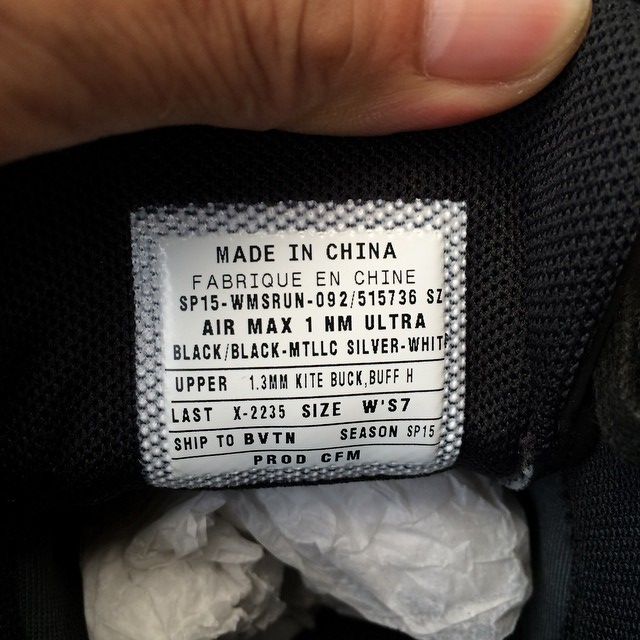 MADE IN CHINA
FABRIQUE EN CHINE
SP15-WMSRUN-092/515736 SZ
AIR MAX 1 NM ULTRA
BLACK/BLACK-MTLLC SILVER-WHIT
UPPER 1.3MM KITE BUCK,BUFF H
LAST X-2235 SIZE W'S7
SHIP TO BVTN SEASON SP15
PROD CFM